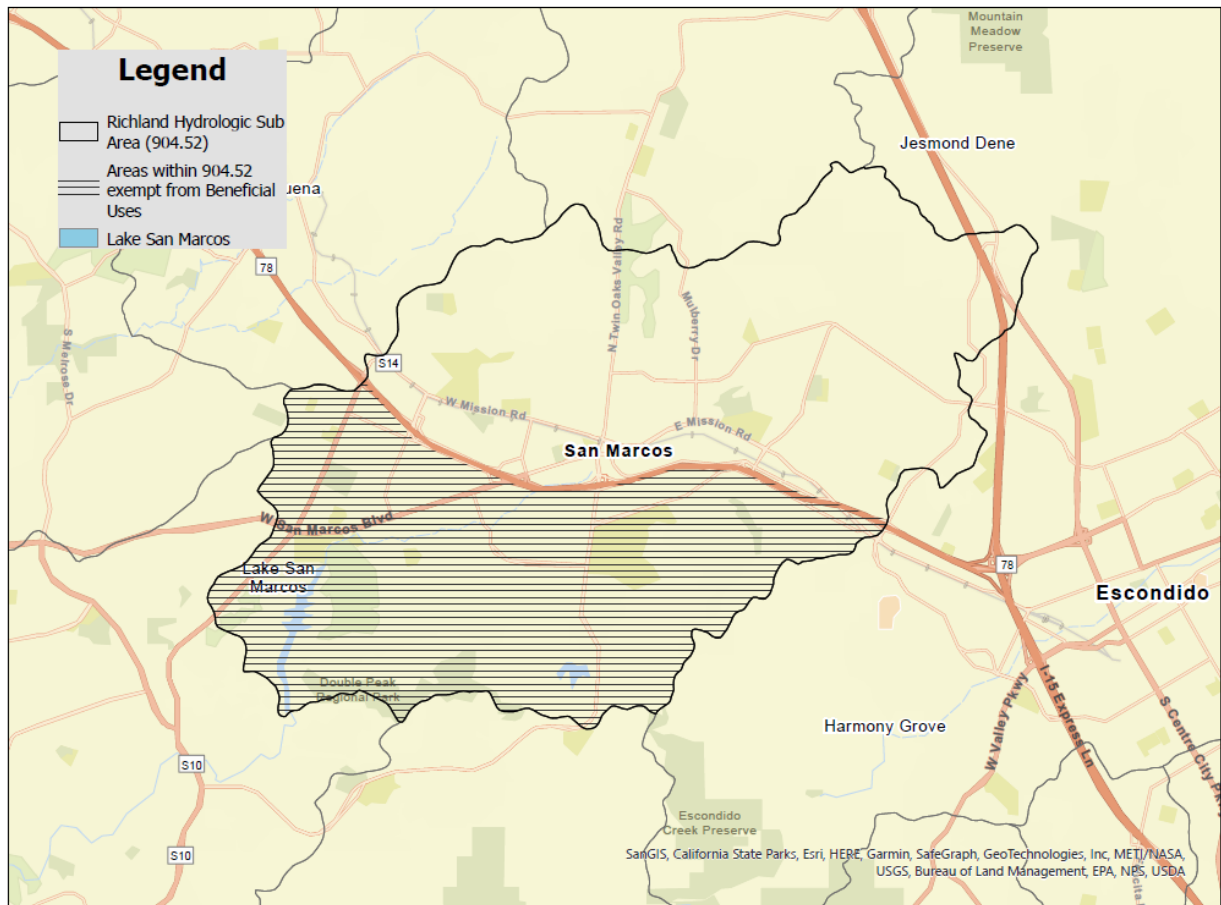 Mountain
Meadow
Preserve
Legend
Richland Hydrologic Sub
Area (904.52)
Areas within 904.52
exempt from Beneficial
Uses
Lake San Marcos
uena
Jesmond Dene
78
N Twin Oaks Valley Rd
Mulberry Dr
S Melrose Dr
S14
W Mission Rd
E Mission Rd
San Marcos
W San Marcos Blvd
Lake San
Marcos
78
Escondido
Double Peak
Regional Park
I-15 Express Ln
W Valley Pkwy
S Centre City Pkwy
Harmony Grove
S10
Escondido
Creek Preserve
S10
SanGIS, California State Parks, Esri, HERE, Garmin, SafeGraph, GeoTechnologies, Inc, METI/NASA,
USGS, Bureau of Land Management, EPA, NPS, USDA